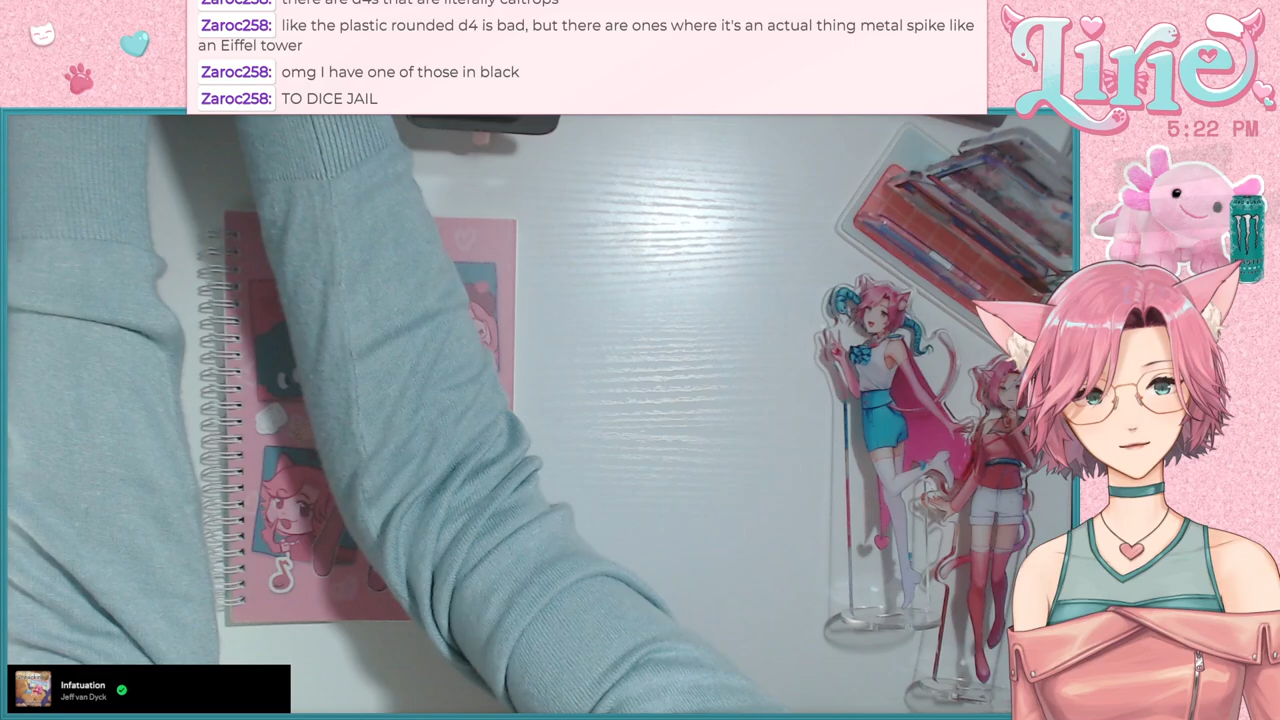 there are d4s that are literally caltrops
Zaroc258: like the plastic rounded d4 is bad, but there are ones where it's an actual thing metal spike like
an Eiffel tower
Zaroc258: omg I have one of those in black
Zaroc258: TO DICE JAIL
Lirie
5:22 PM
Infatuation
Jeff van Dyck